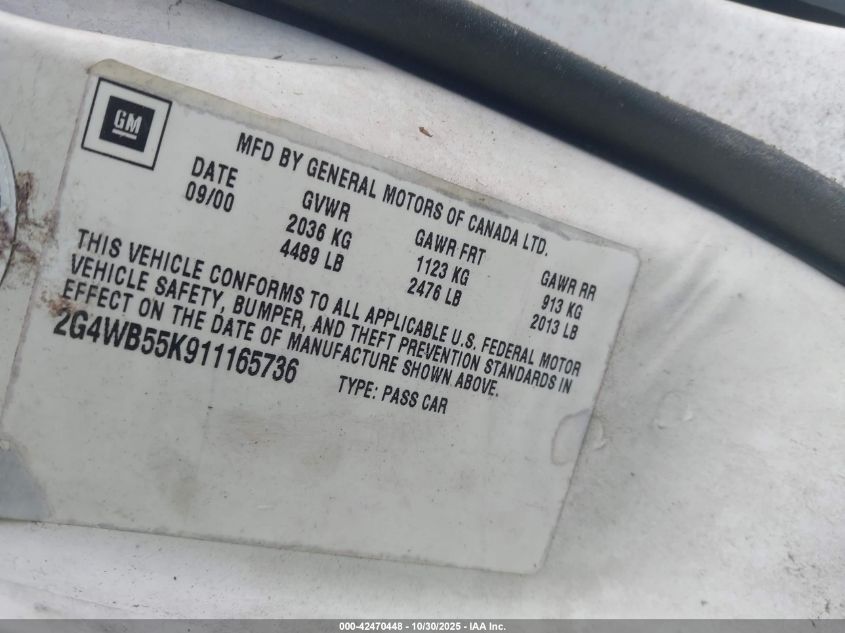 GM
MFD BY GENERAL MOTORS OF CANADA LTD.
DATE GVWR GAWR FRT GAWR RR
09/00 2036 KG 1123 KG 913 KG
4489 LB 2476 LB 2013 LB
THIS VEHICLE CONFORMS TO ALL APPLICABLE U.S. FEDERAL MOTOR
VEHICLE SAFETY, BUMPER, AND THEFT PREVENTION STANDARDS IN
EFFECT ON THE DATE OF MANUFACTURE SHOWN ABOVE.
2G4WB55K911165736 TYPE: PASS CAR
000-42470448 - 10/30/2025 - IAA Inc.